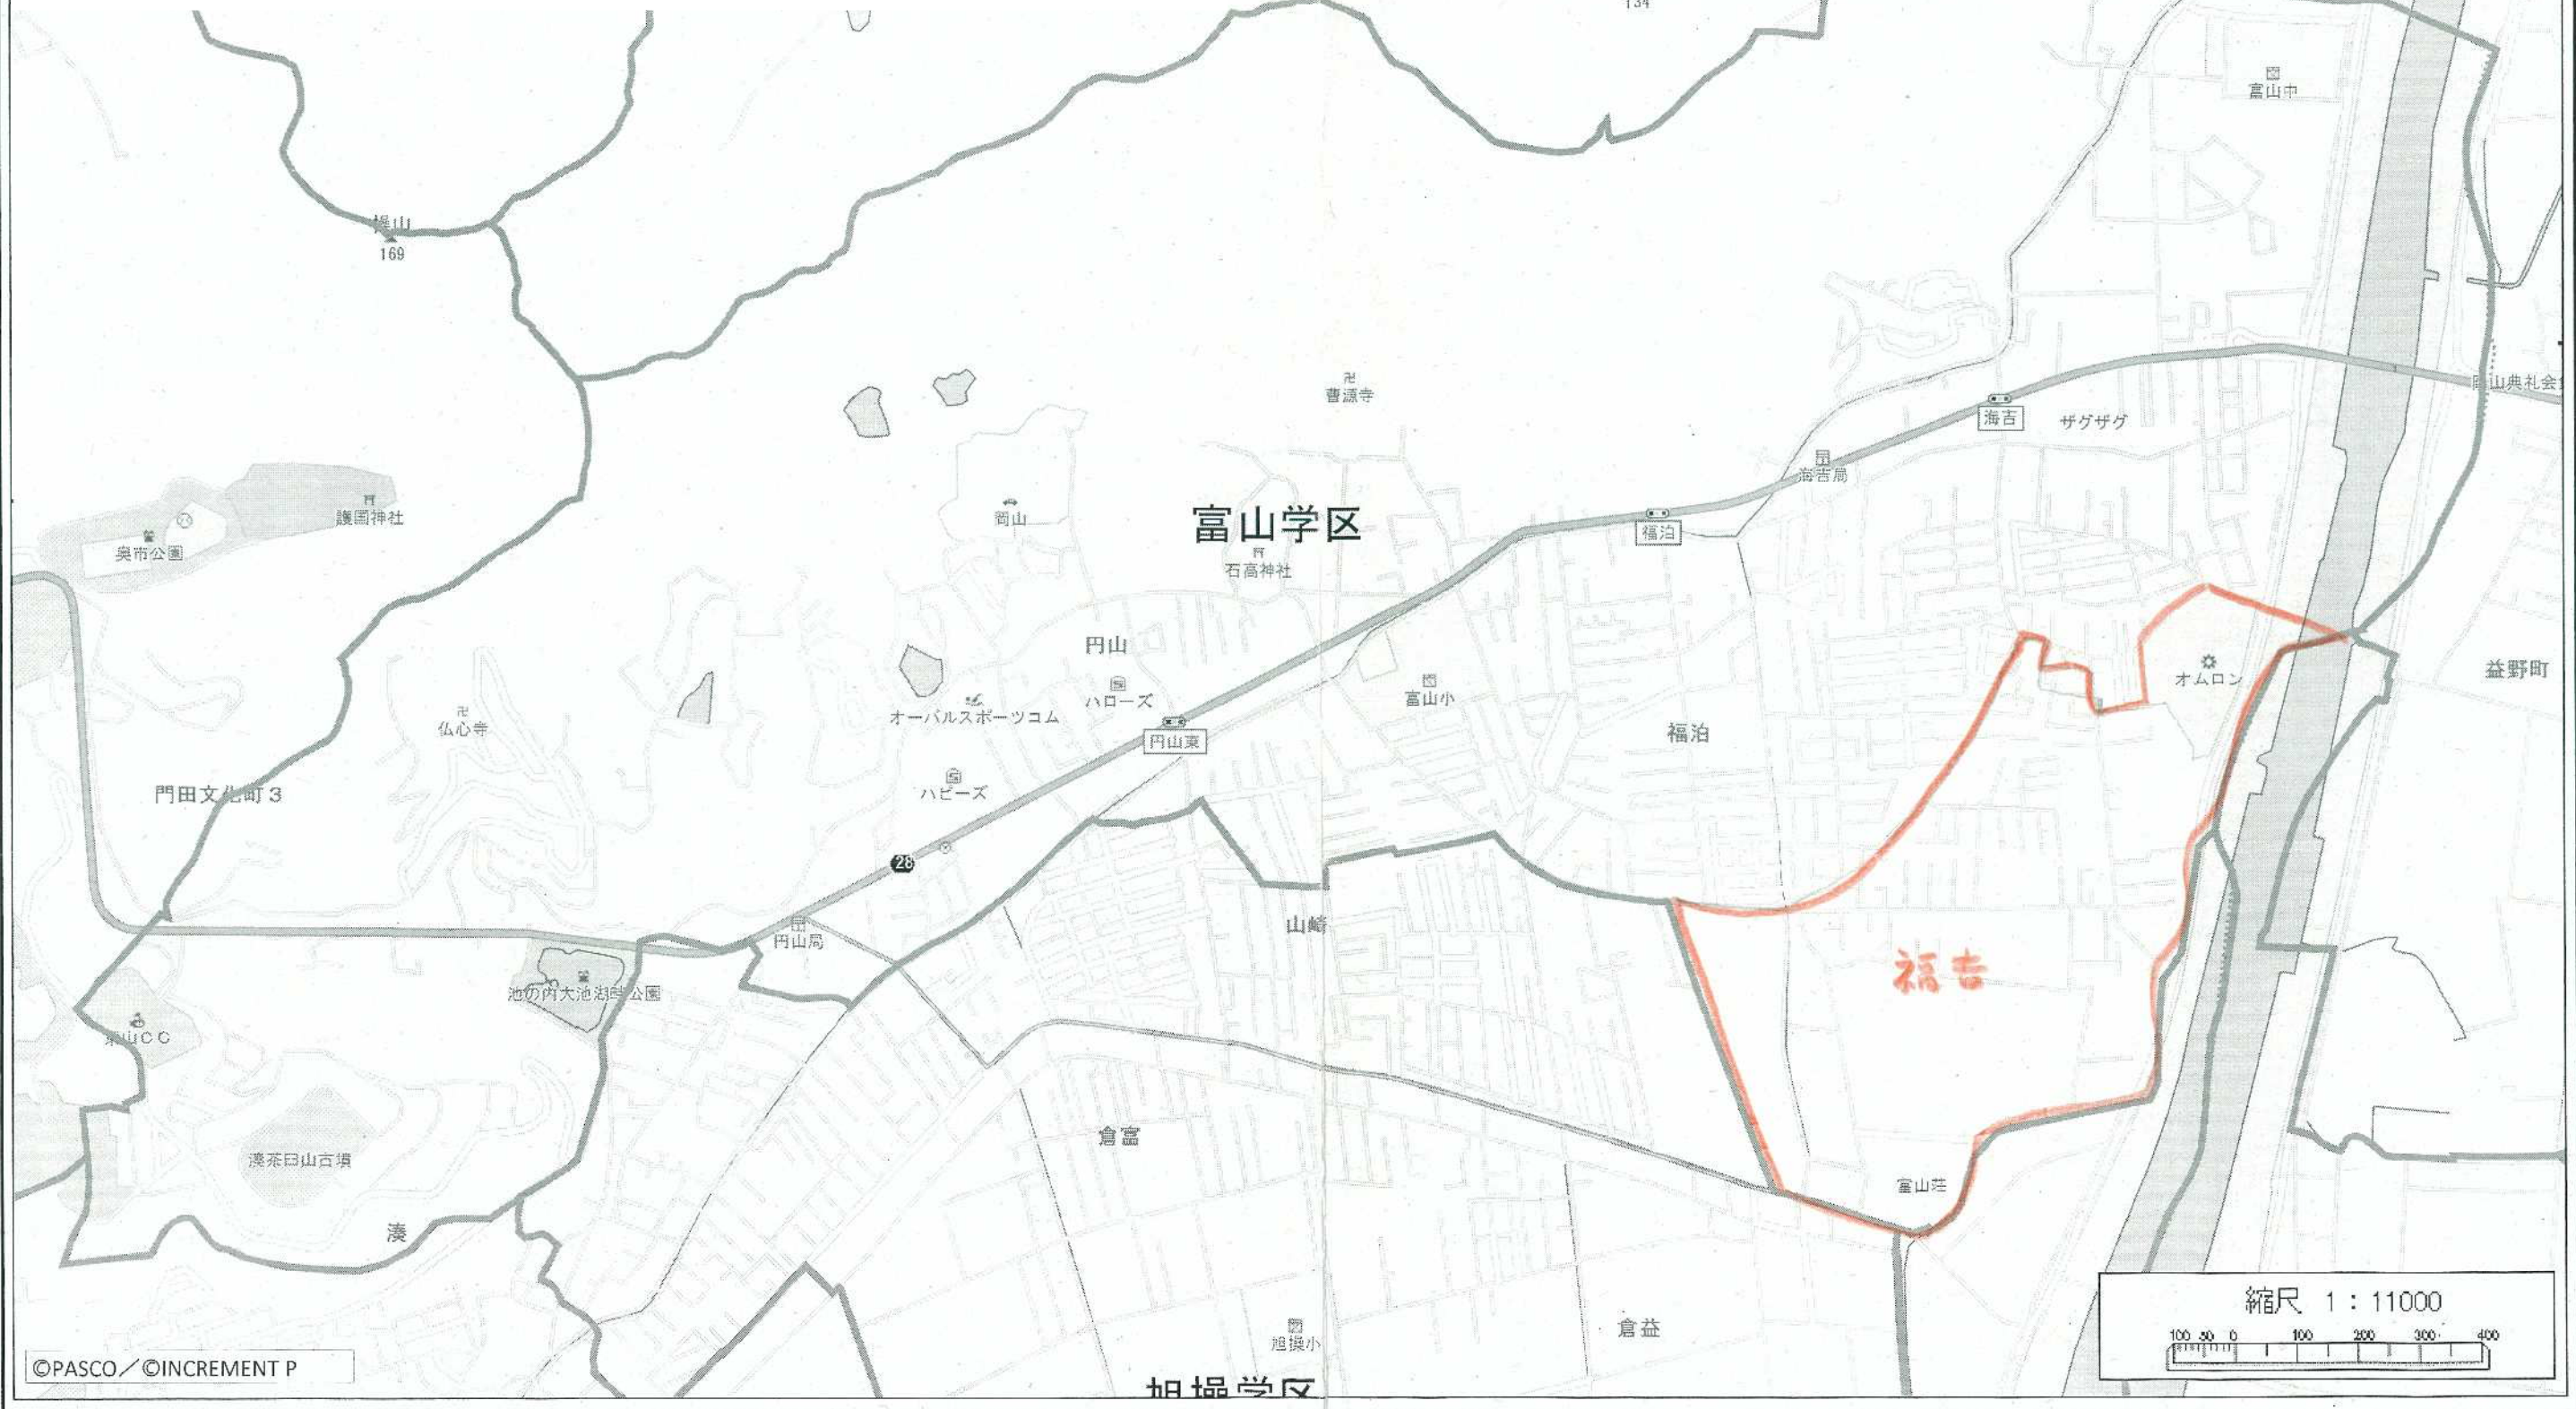 134
富山中
操山
169
岡山典礼会
曹源寺
海吉
ザグザグ
海吉局
護国神社
奥市公園
岡山
富山学区
福泊
石高神社
円山
オムロン
益野町
ハローズ
富山小
オーバルスポーツコム
仏心寺
円山東
福泊
ハピーズ
門田文化町3
28
山崎
円山局
福吉
池の内大池湖畔公園
東山CC
倉富
湊茶臼山古墳
富山荘
湊
縮尺 1:11000
100 50 0 100 200 300 400
倉益
旭操小
©PASCO/©INCREMENT P
旭操学区